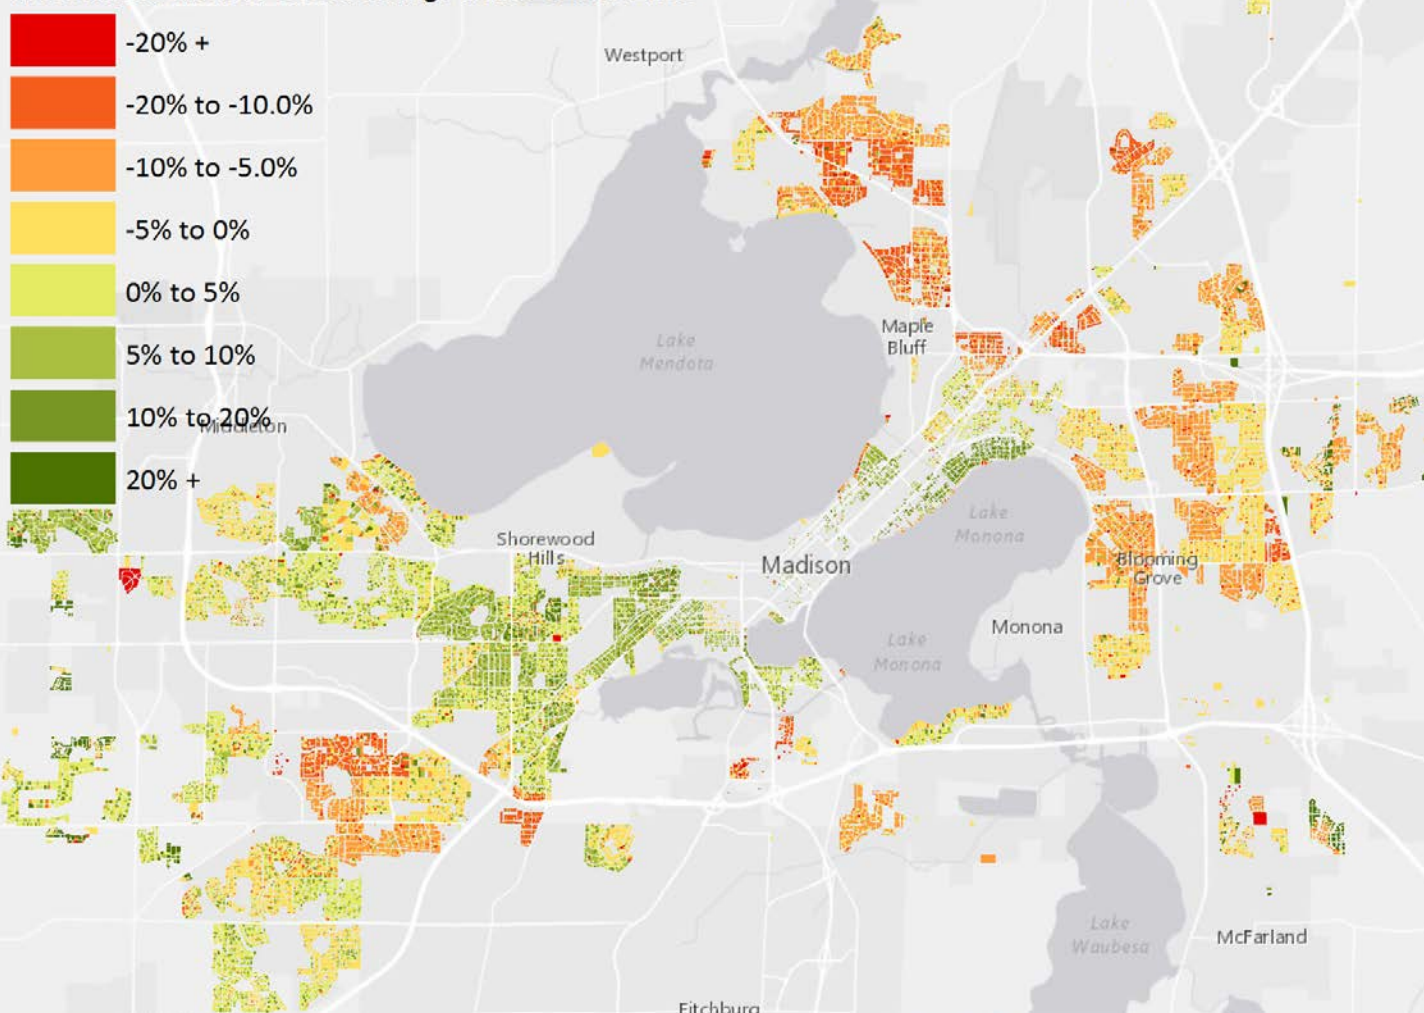 -20% +
-20% to -10.0%
-10% to -5.0%
-5% to 0%
0% to 5%
5% to 10%
10% to 20%
20% +
Westport
Lake
Mendota
Maple
Bluff
Middleton
Shorewood
Hills
Madison
Lake
Monona
Blooming
Grove
Monona
Lake
Monona
Lake
Waubesa
McFarland
Fitchburg